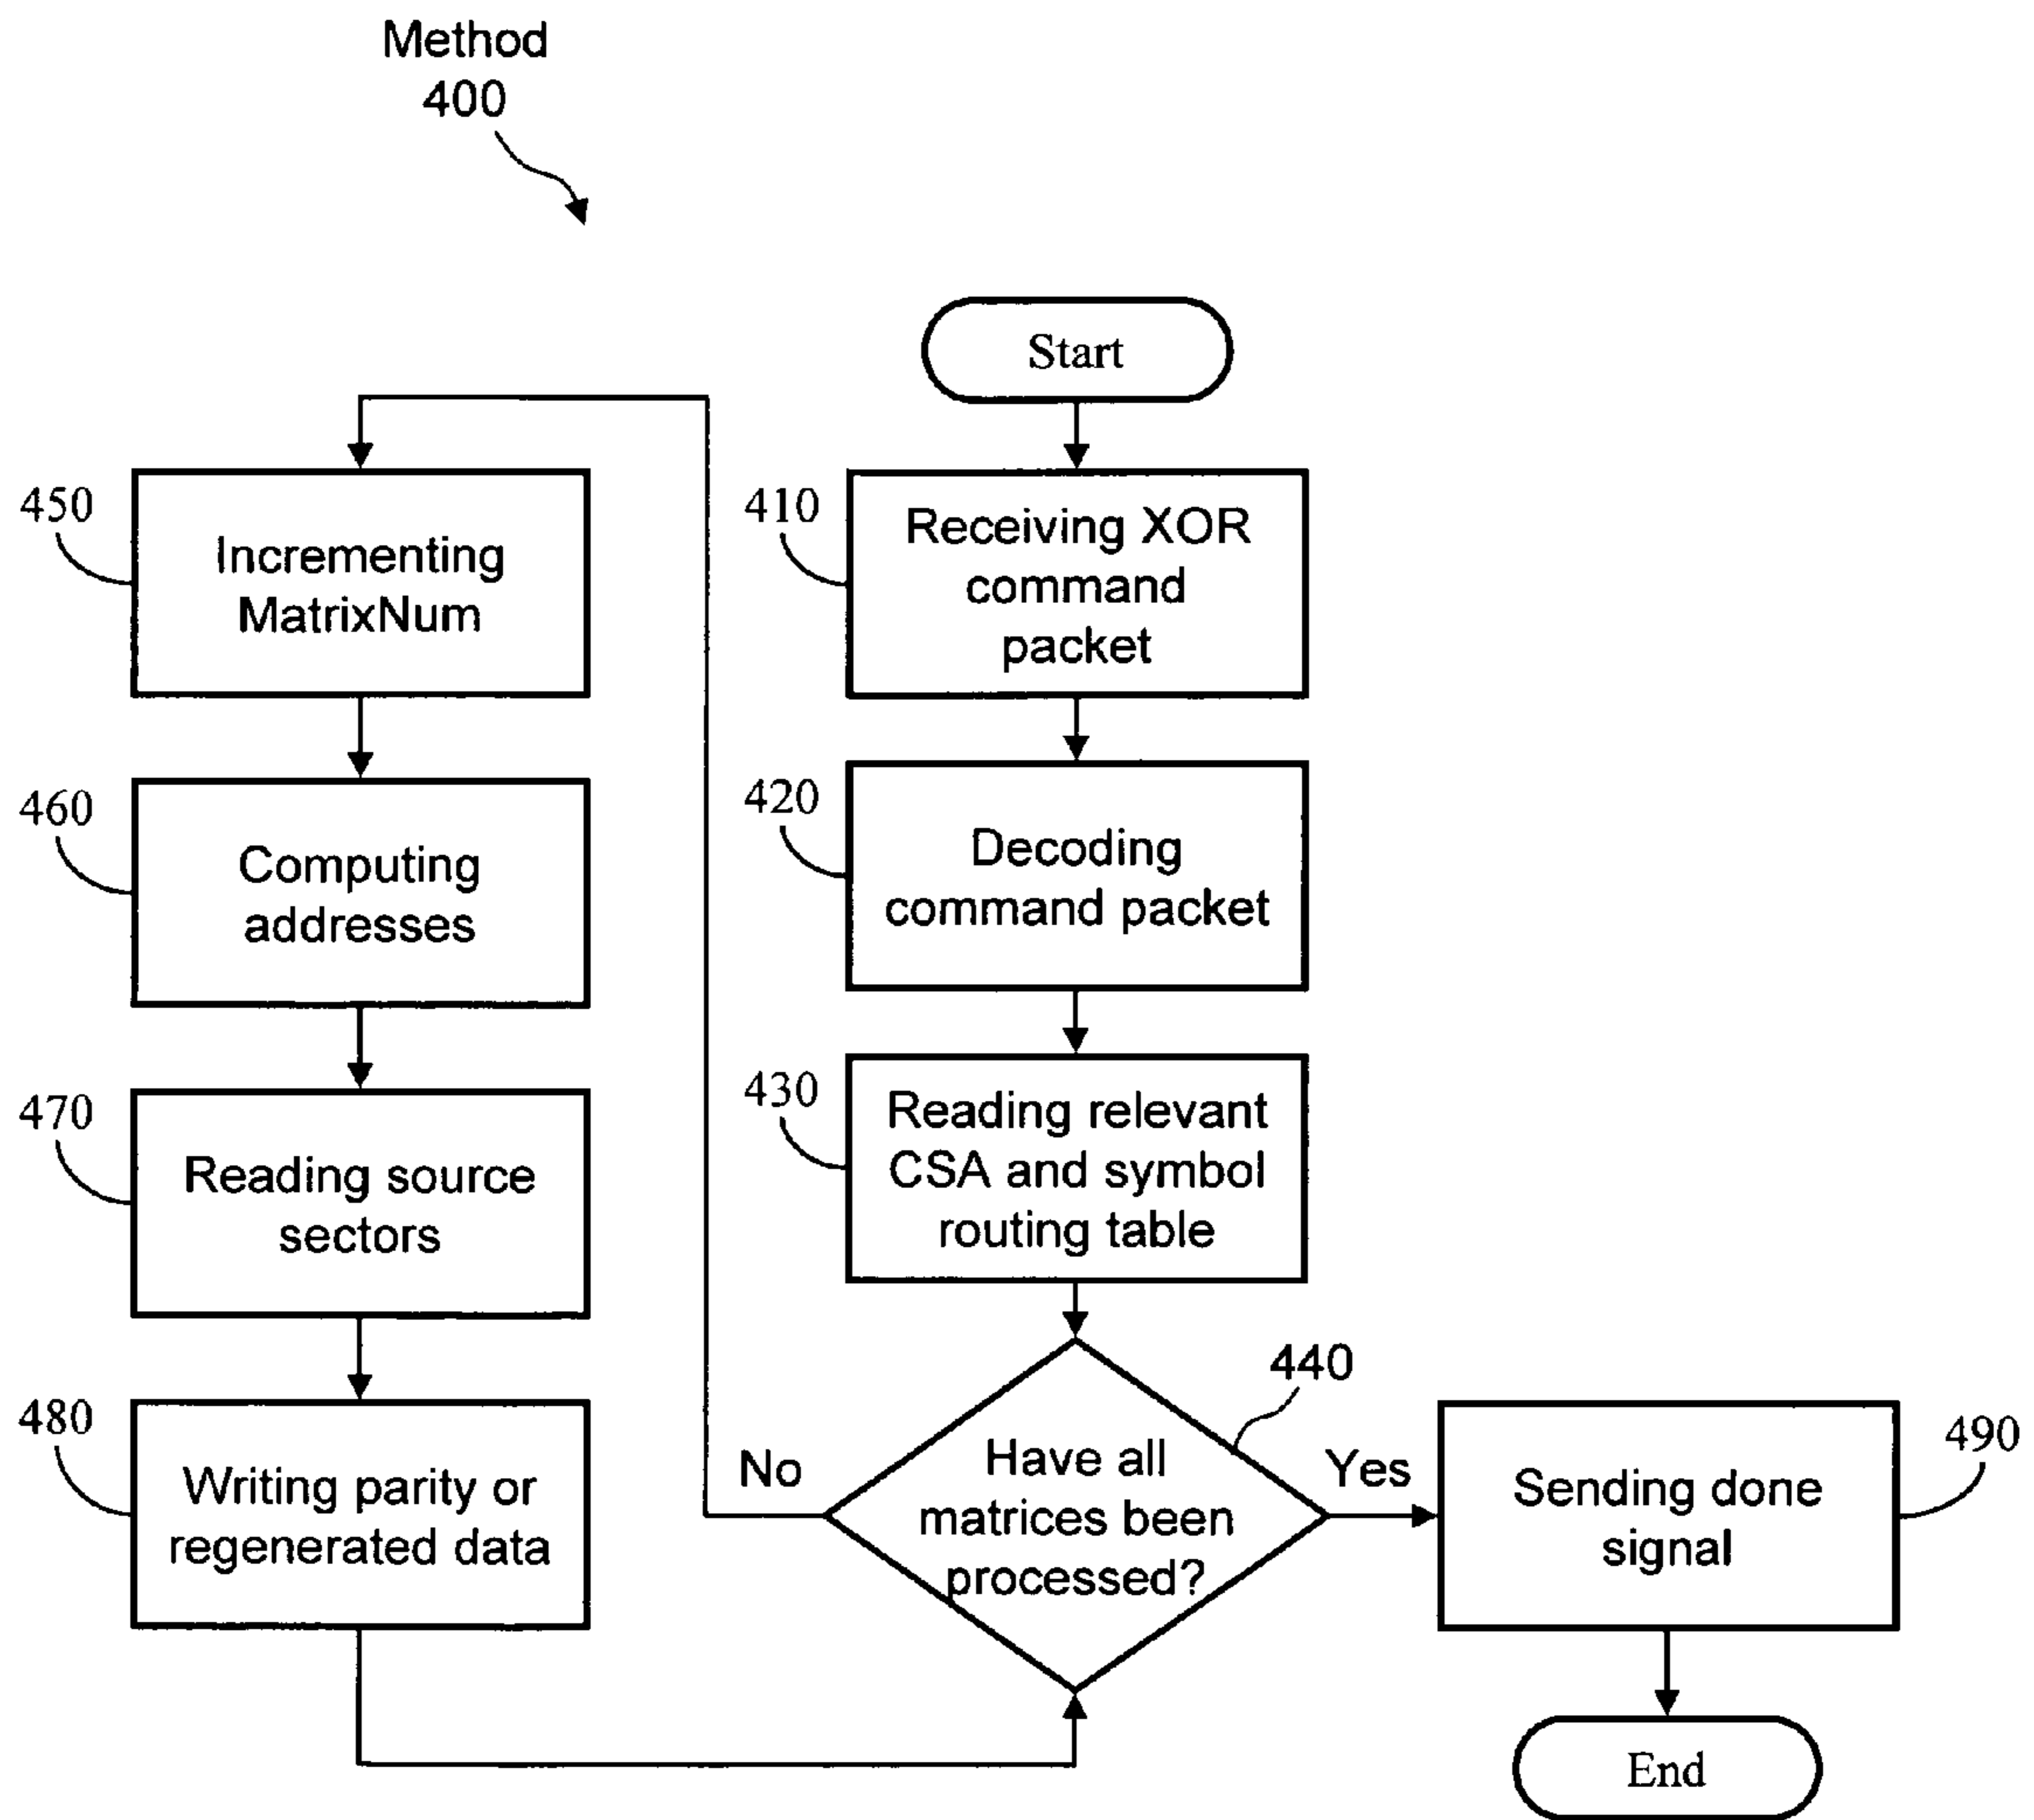 Method
400
Start
410
Receiving XOR
command
packet
420
Decoding
command packet
430
Reading relevant
CSA and symbol
routing table
440
Have all
matrices been
processed?
No
Yes
450
Incrementing
MatrixNum
460
Computing
addresses
470
Reading source
sectors
480
Writing parity or
regenerated data
490
Sending done
signal
End